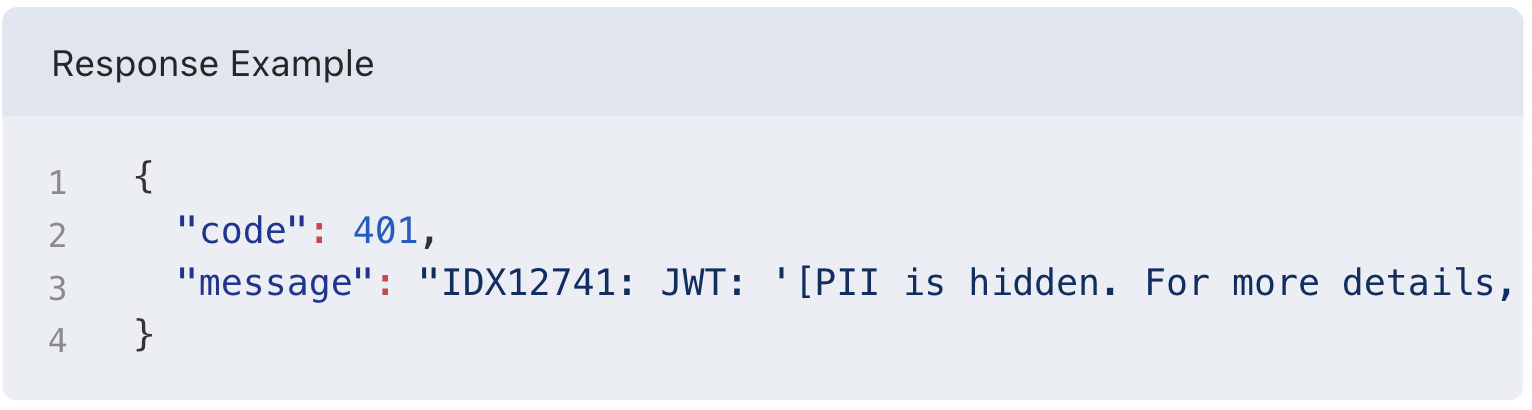 Response Example
1 {
2 "code": 401,
3 "message": "IDX12741: JWT: '[PII is hidden. For more details,
4 }